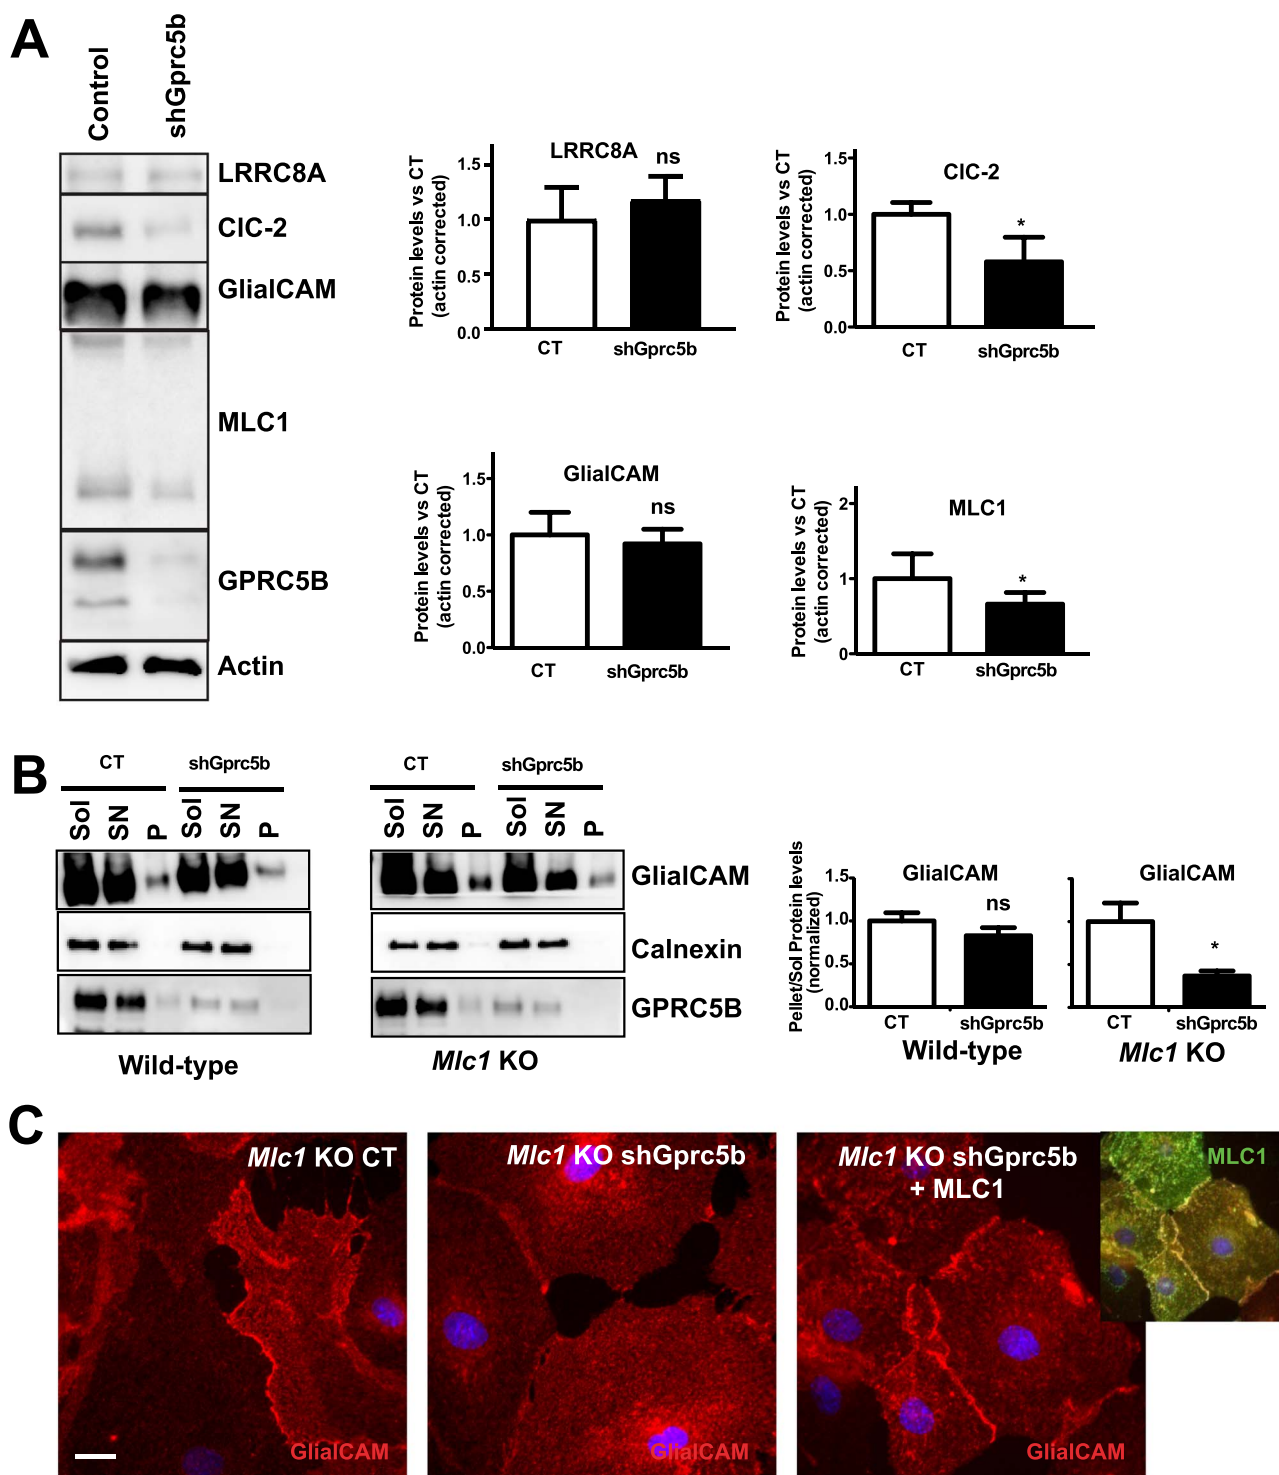 A
Control
shGprc5b
LRRC8A
ClC-2
GlialCAM
MLC1
GPRC5B
Actin
Protein levels vs CT
(actin corrected)
LRRC8A
ns
1.5
1.0
0.5
0.0
CT
shGprc5b
Protein levels vs CT
(actin corrected)
ClC-2
*
1.5
1.0
0.5
0.0
CT
shGprc5b
Protein levels vs CT
(actin corrected)
GlialCAM
ns
1.5
1.0
0.5
0.0
CT
shGprc5b
Protein levels vs CT
(actin corrected)
MLC1
*
2
1
0
CT
shGprc5b
B
CT
shGprc5b
Sol
SN
P
Sol
SN
P
Wild-type
CT
shGprc5b
Sol
SN
P
Sol
SN
P
GlialCAM
Calnexin
GPRC5B
Mlc1 KO
Pellet/Sol Protein levels
(normalized)
GlialCAM
ns
1.5
1.0
0.5
0.0
CT
shGprc5b
Wild-type
GlialCAM
*
CT
shGprc5b
Mlc1 KO
C
Mlc1 KO CT
GlialCAM
Mlc1 KO shGprc5b
GlialCAM
Mlc1 KO shGprc5b
+ MLC1
GlialCAM
MLC1